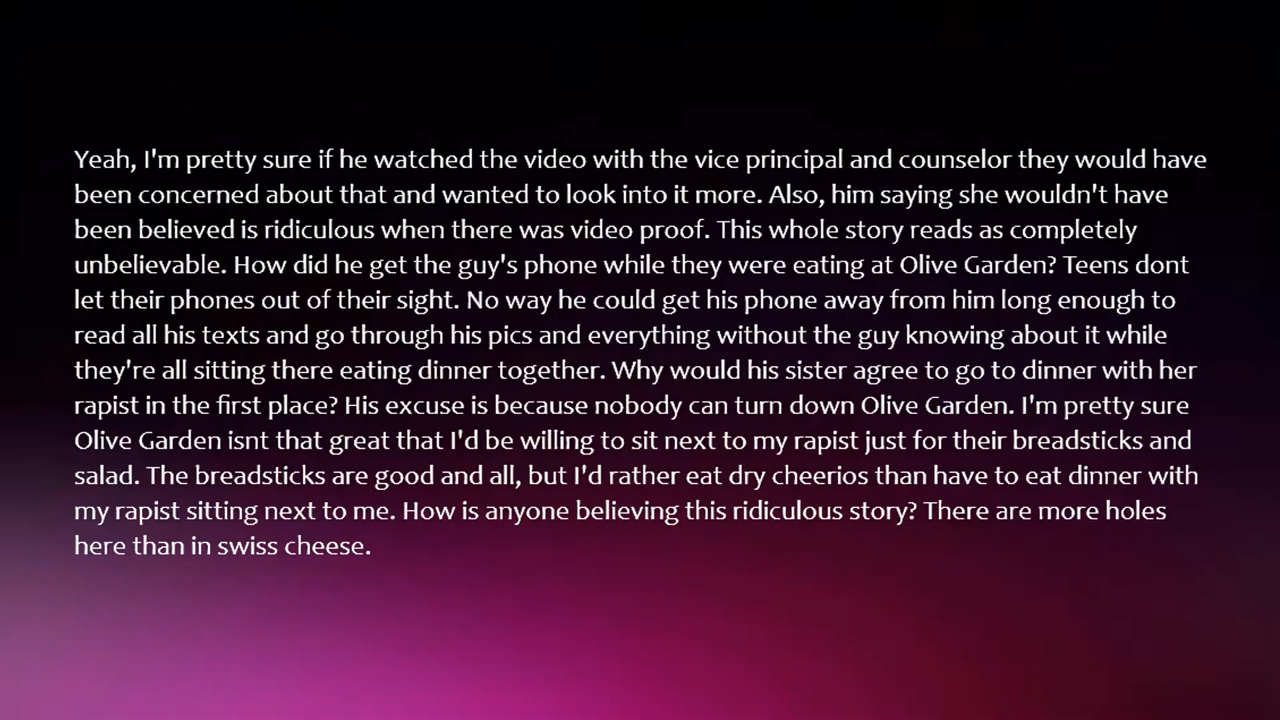 Yeah, I'm pretty sure if he watched the video with the vice principal and counselor they would have
been concerned about that and wanted to look into it more. Also, him saying she wouldn't have
been believed is ridiculous when there was video proof. This whole story reads as completely
unbelievable. How did he get the guy's phone while they were eating at Olive Garden? Teens dont
let their phones out of their sight. No way he could get his phone away from him long enough to
read all his texts and go through his pics and everything without the guy knowing about it while
they're all sitting there eating dinner together. Why would his sister agree to go to dinner with her
rapist in the first place? His excuse is because nobody can turn down Olive Garden. I'm pretty sure
Olive Garden isnt that great that I'd be willing to sit next to my rapist just for their breadsticks and
salad. The breadsticks are good and all, but I'd rather eat dry cheerios than have to eat dinner with
my rapist sitting next to me. How is anyone believing this ridiculous story? There are more holes
here than in swiss cheese.